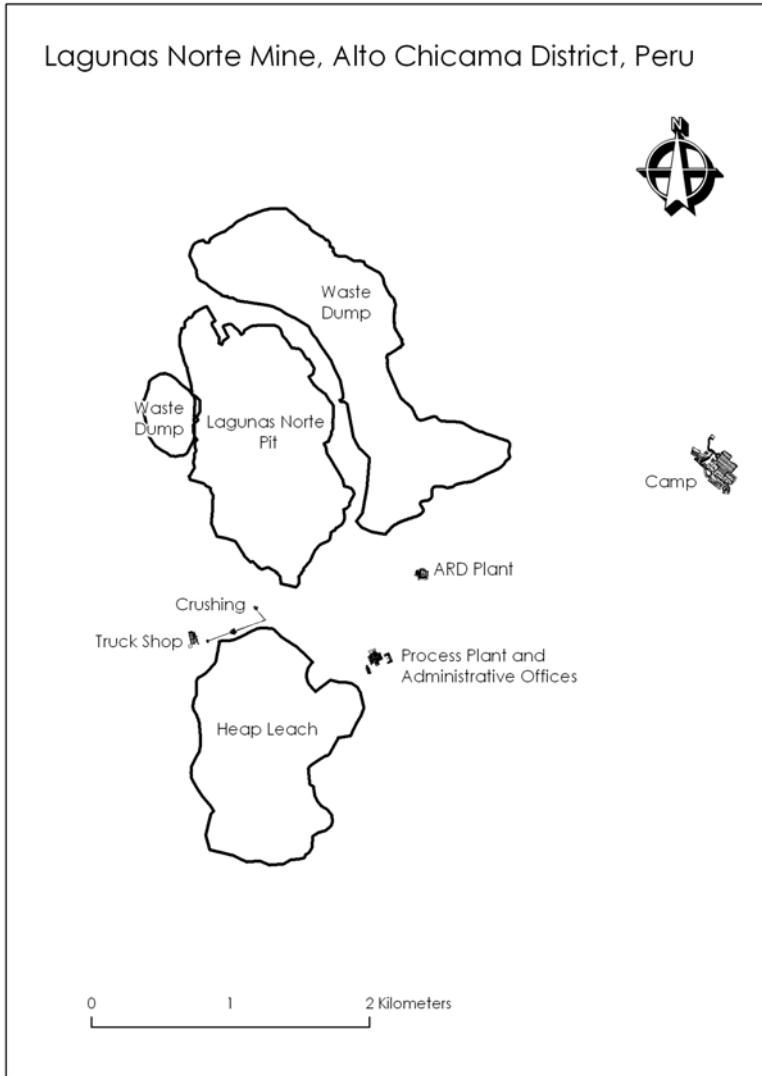 Lagunas Norte Mine, Alto Chicama District, Peru
N
Waste
Dump
Waste
Dump
Lagunas Norte
Pit
Camp
ARD Plant
Crushing
Truck Shop
Process Plant and
Administrative Offices
Heap Leach
0 1 2 Kilometers